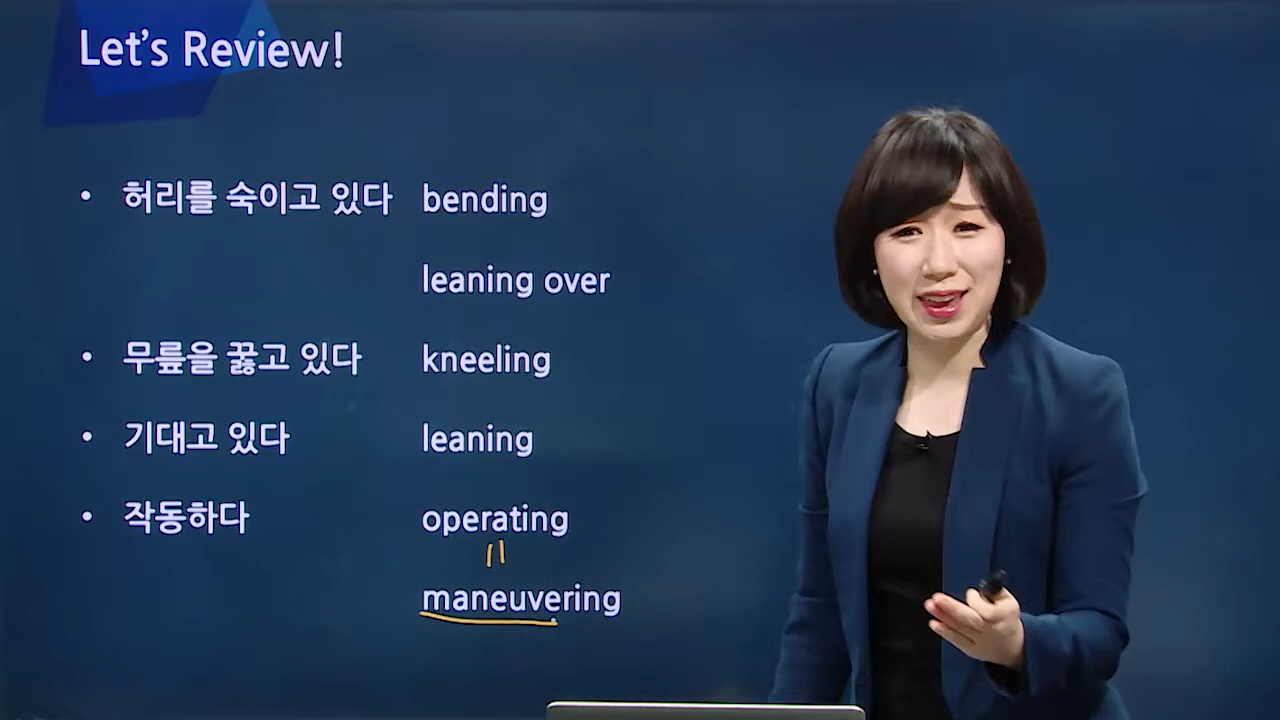 Let's Review!
• 허리를 숙이고 있다 bending
leaning over
• 무릎을 꿇고 있다 kneeling
• 기대고 있다 leaning
• 작동하다 operating
=
maneuvering